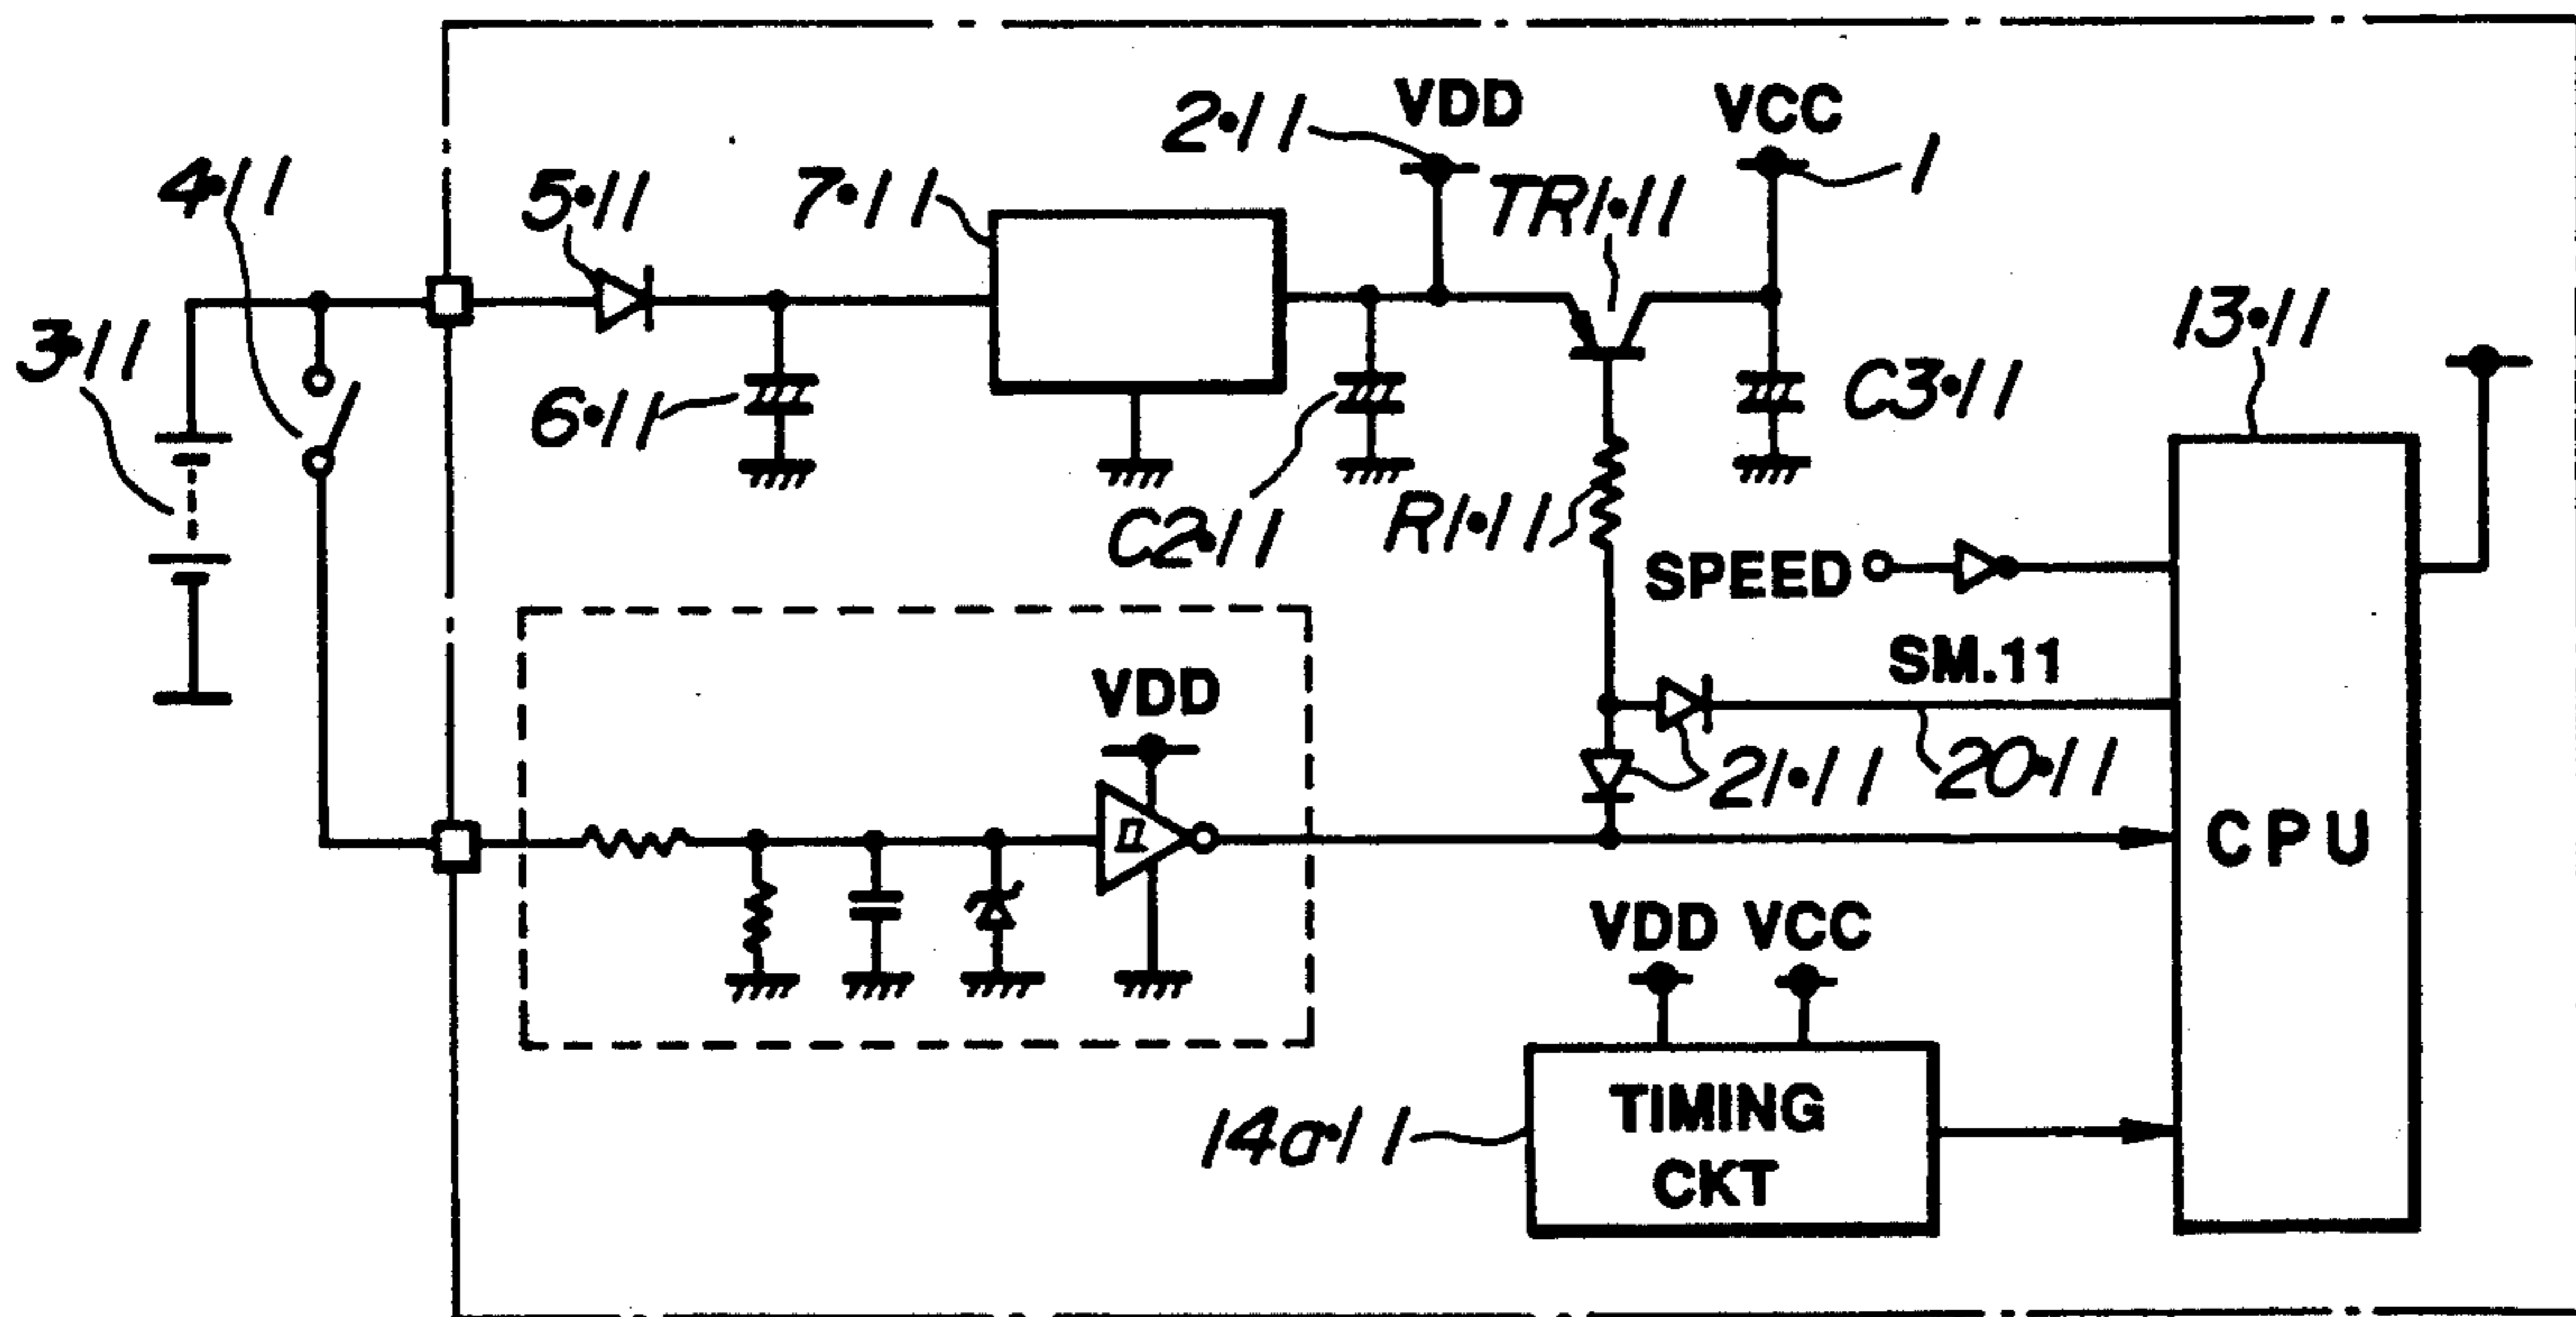 VDD
VCC
2·11
1
4·11
5·11
7·11
TR1·11
3·11
13·11
6·11
C3·11
C2·11
R1·11
SPEED
SM.11
VDD
21·11
20·11
CPU
VDD VCC
14a·11
TIMING
CKT